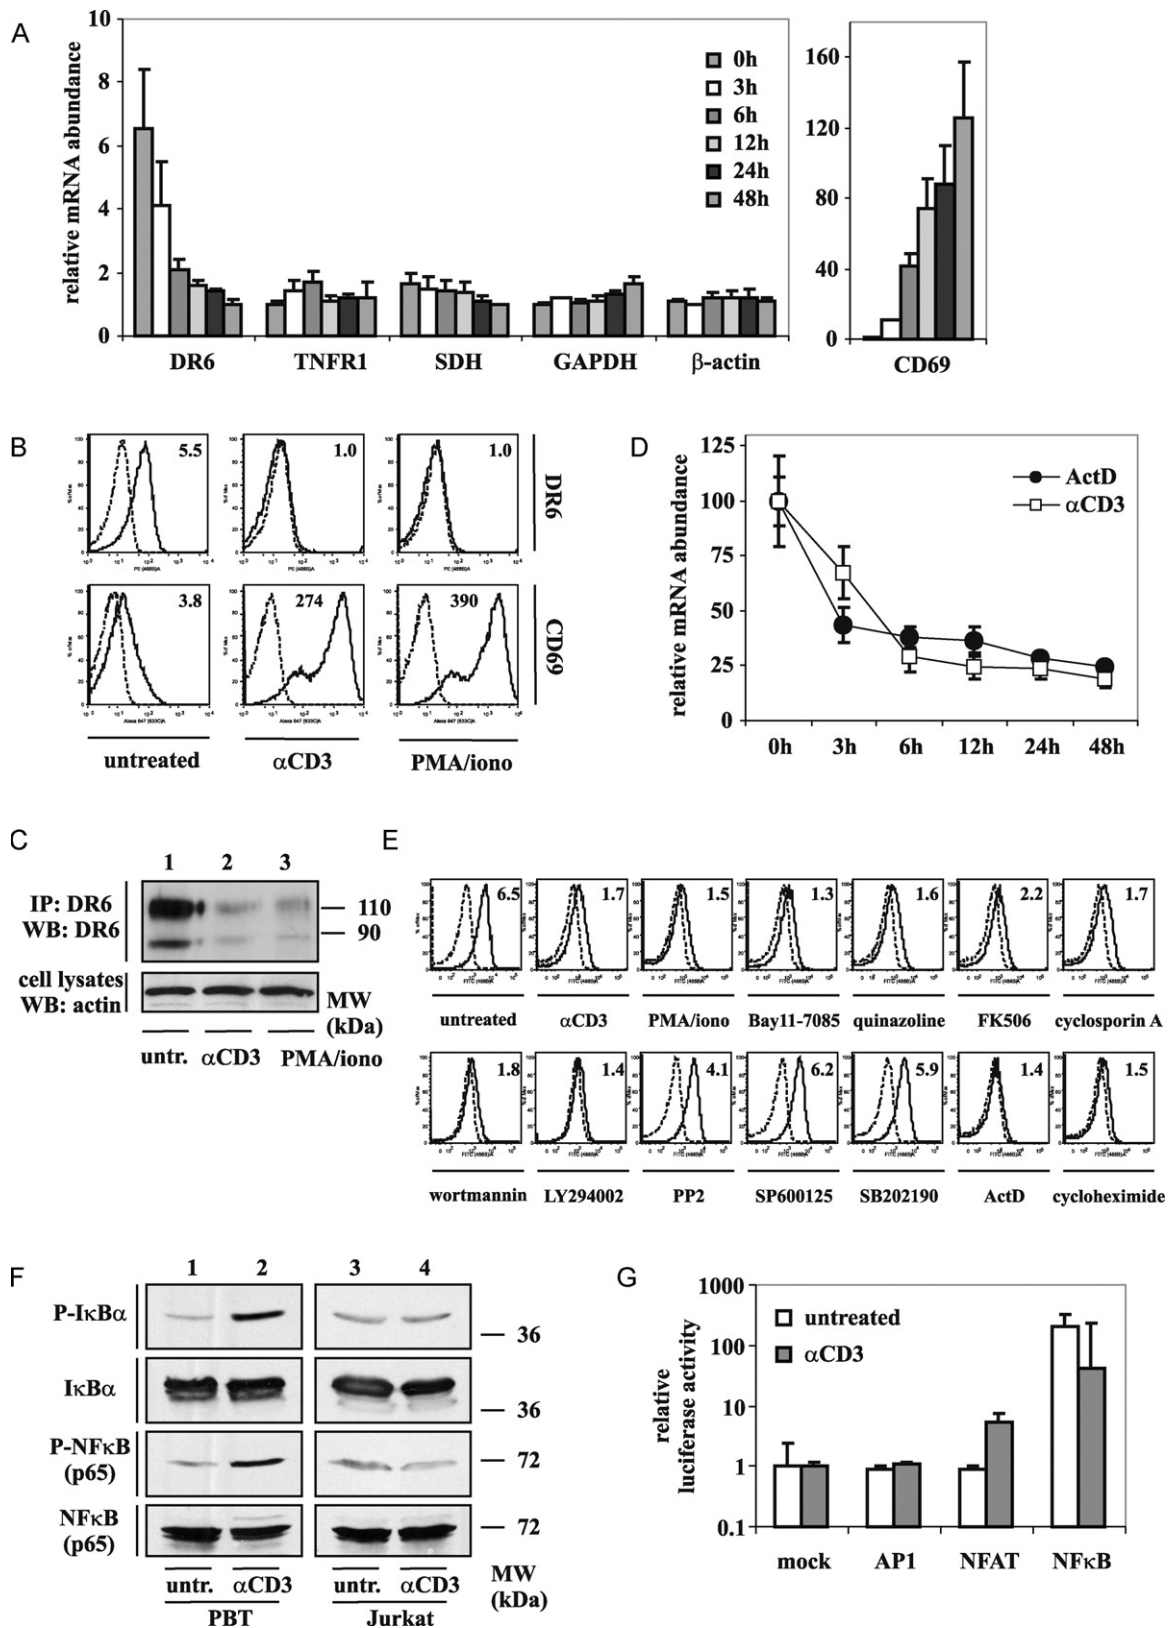 A
relative mRNA abundance
10
8
6
4
2
0
0h
3h
6h
12h
24h
48h
DR6
TNFR1
SDH
GAPDH
β-actin
160
120
80
40
0
CD69
B
5.5
1.0
1.0
DR6
3.8
274
390
CD69
untreated
αCD3
PMA/iono
D
relative mRNA abundance
125
100
75
50
25
0
ActD
αCD3
0h
3h
6h
12h
24h
48h
C
1
2
3
IP: DR6
WB: DR6
110
90
cell lysates
WB: actin
MW
(kDa)
untr.
αCD3
PMA/iono
E
6.5
1.7
1.5
1.3
1.6
2.2
1.7
untreated
αCD3
PMA/iono
Bay11-7085
quinazoline
FK506
cyclosporin A
1.8
1.4
4.1
6.2
5.9
1.4
1.5
wortmannin
LY294002
PP2
SP600125
SB202190
ActD
cycloheximide
F
1
2
3
4
P-IκBα
36
IκBα
36
P-NFκB
(p65)
72
NFκB
(p65)
72
MW
(kDa)
untr.
αCD3
untr.
αCD3
PBT
Jurkat
G
relative
luciferase activity
1000
100
10
1
0.1
untreated
αCD3
mock
AP1
NFAT
NFκB